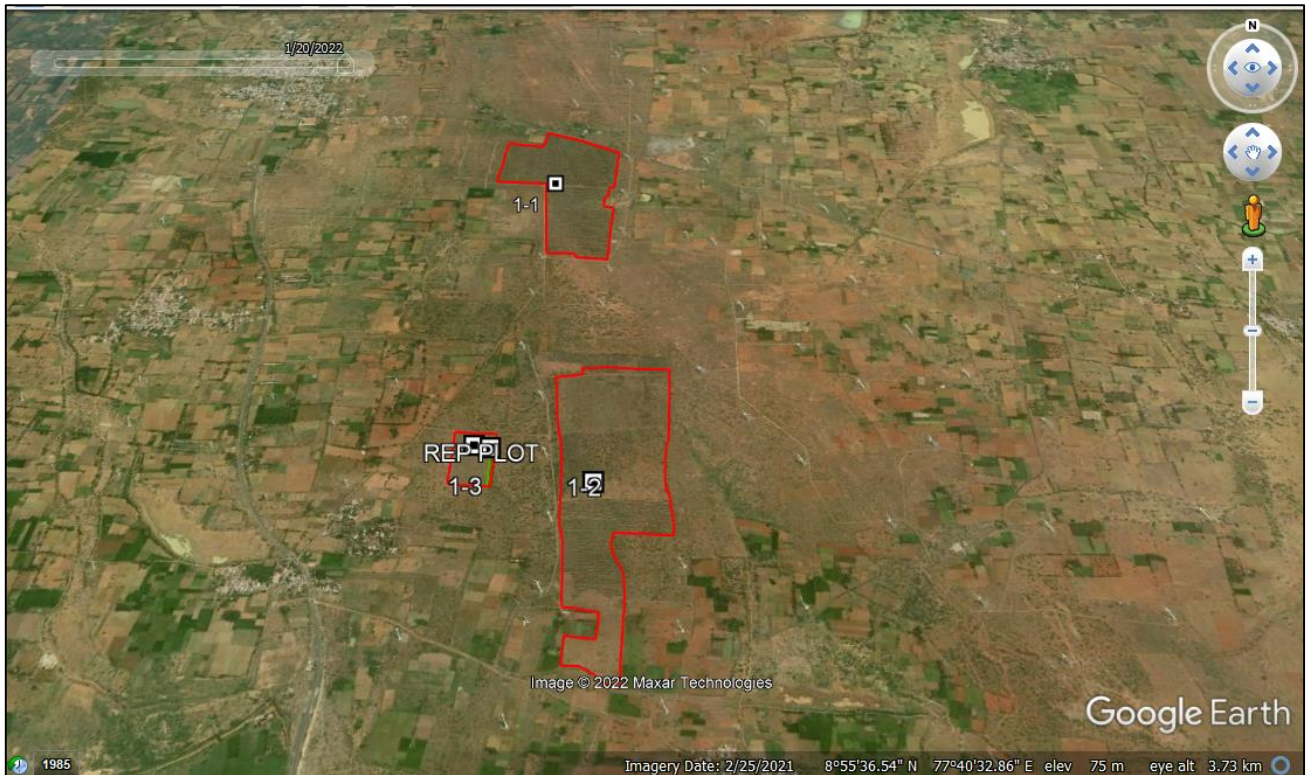 1/20/2022
N
1-1
REP PLOT
1-3
1-2
Image © 2022 Maxar Technologies
Google Earth
1985
Imagery Date: 2/25/2021 8°55'36.54" N 77°40'32.86" E elev 75 m eye alt 3.73 km